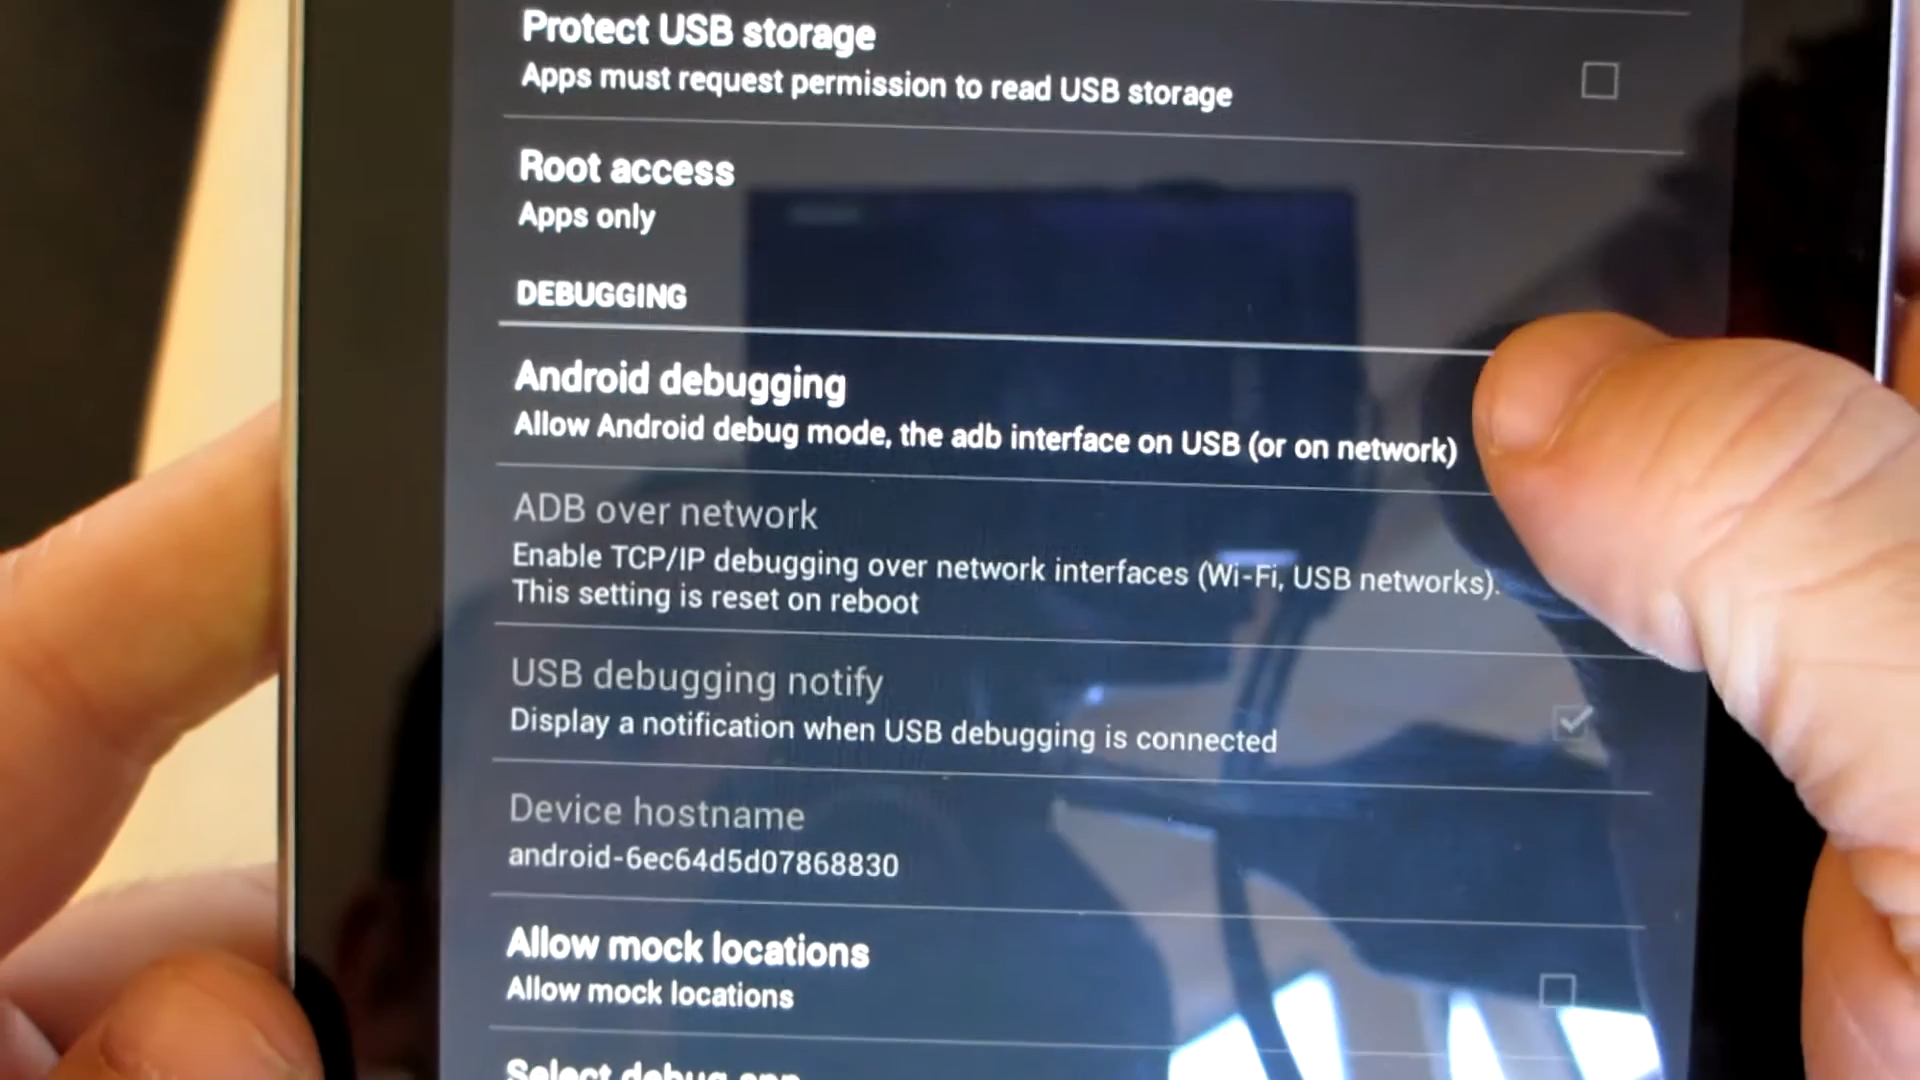 Protect USB storage
Apps must request permission to read USB storage
Root access
Apps only
DEBUGGING
Android debugging
Allow Android debug mode, the adb interface on USB (or on network)
ADB over network
Enable TCP/IP debugging over network interfaces (Wi-Fi, USB networks).
This setting is reset on reboot
USB debugging notify
Display a notification when USB debugging is connected
Device hostname
android-6ec64d5d07868830
Allow mock locations
Allow mock locations
Select debug app